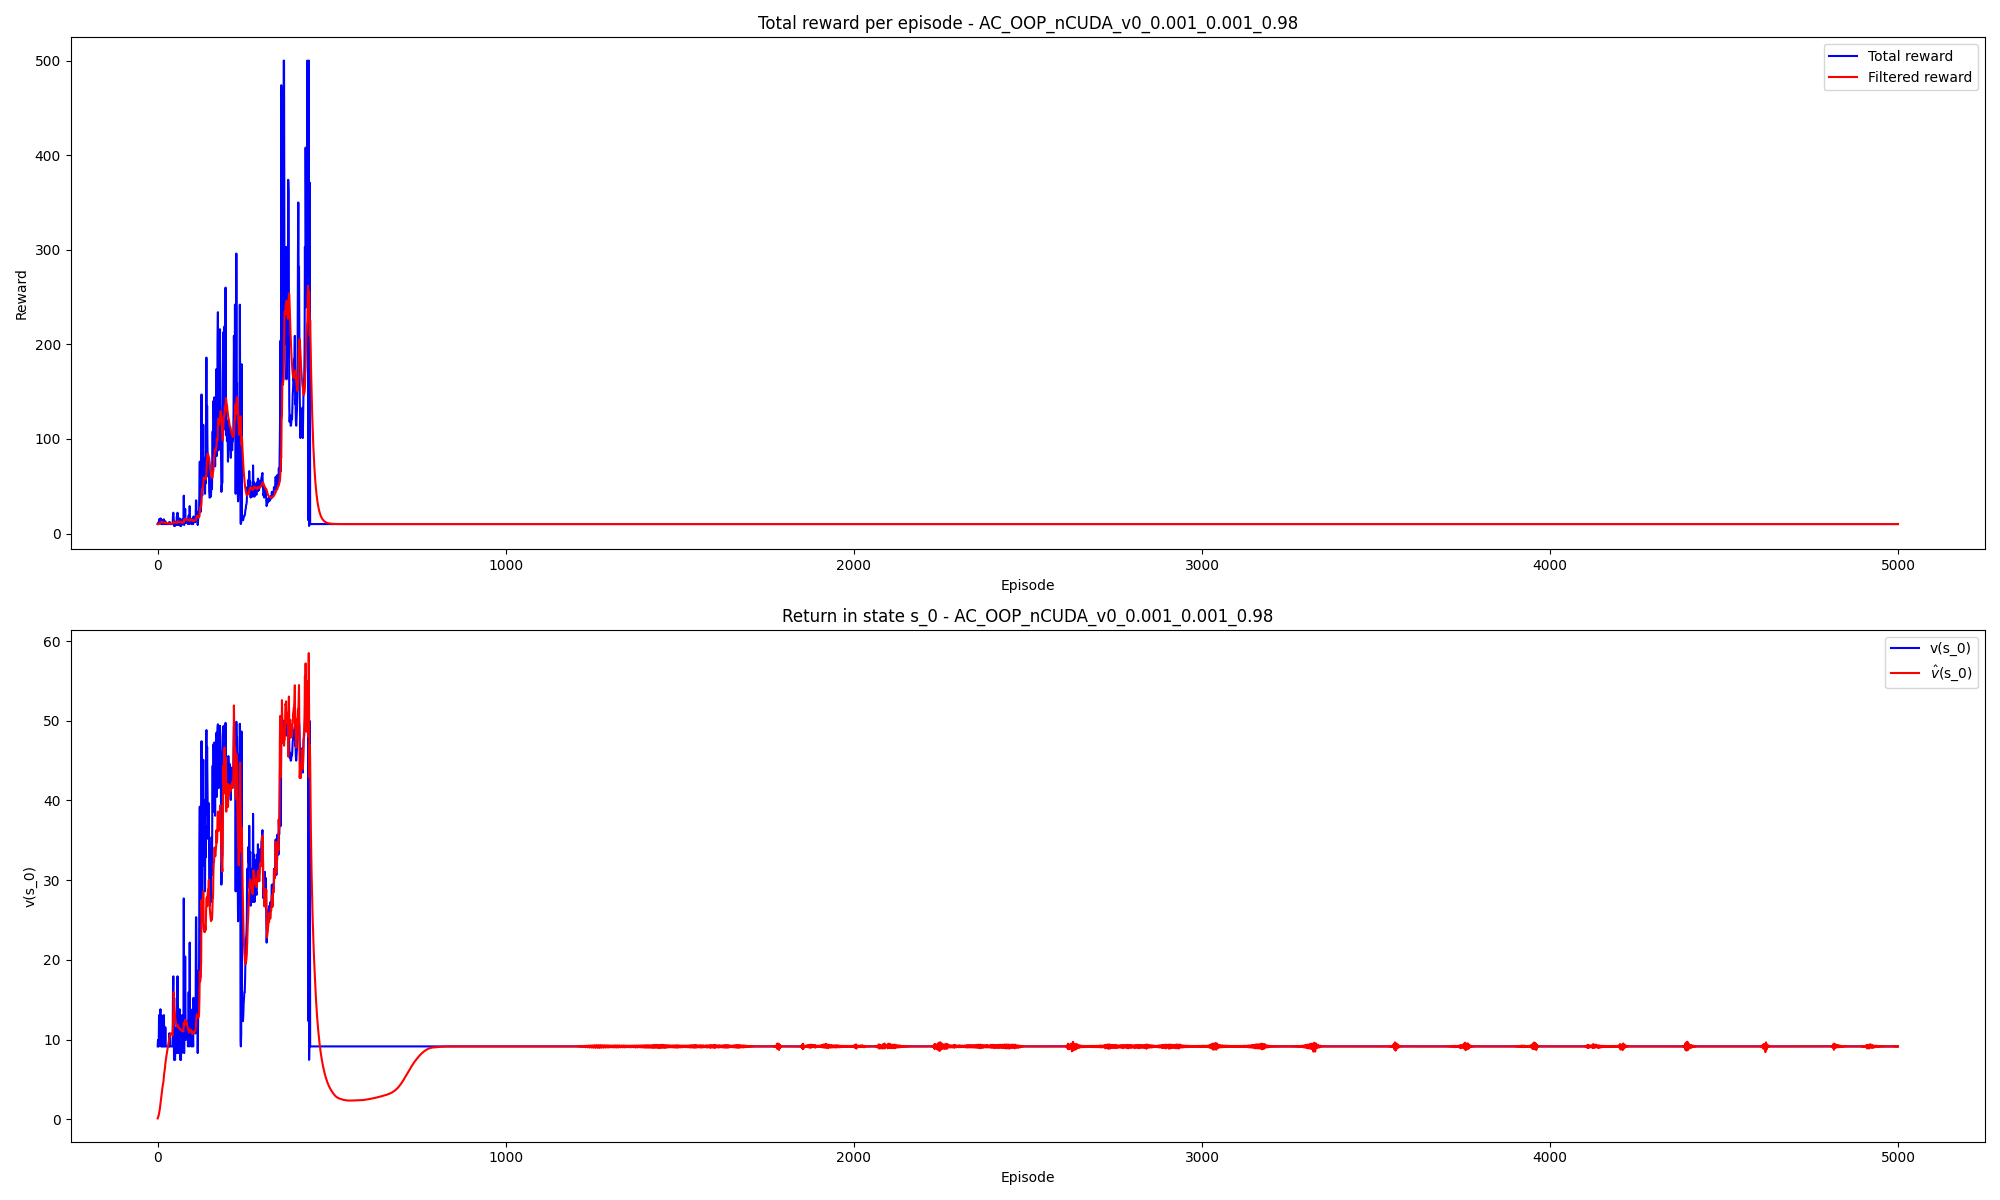 Total reward per episode - AC_OOP_nCUDA_v0_0.001_0.001_0.98
Total reward
Filtered reward
500
400
300
200
100
0
Reward
0 1000 2000 3000 4000 5000
Episode
Return in state s_0 - AC_OOP_nCUDA_v0_0.001_0.001_0.98
v(s_0)
v̂(s_0)
60
50
40
30
20
10
0
v(s_0)
0 1000 2000 3000 4000 5000
Episode